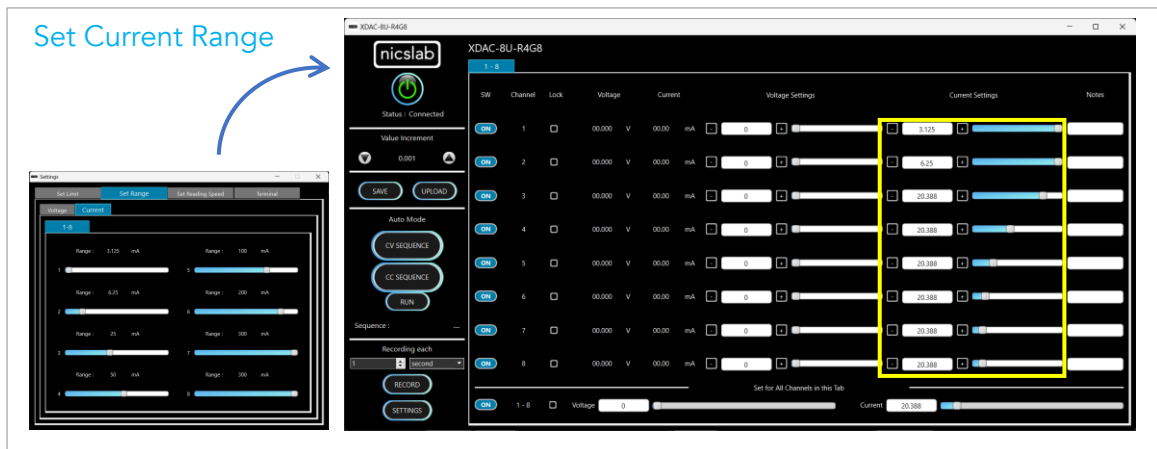 Set Current Range
Settings
Set Limit Set Range Set Reading Speed Terminal
Voltage Current
1-8
Range : 3.125 mA Range : 100 mA
1 5
Range : 6.25 mA Range : 200 mA
2 6
Range : 25 mA Range : 300 mA
3 7
Range : 50 mA Range : 300 mA
4 8
XDAC-8U-R4G8
nicslab
Status : Connected
Value Increment
0.001
SAVE UPLOAD
Auto Mode
CV SEQUENCE
CC SEQUENCE
RUN
Sequence : —
Recording each
1 second
RECORD
SETTINGS
XDAC-8U-R4G8
1 - 8
SW Channel Lock Voltage Current Voltage Settings Current Settings Notes
ON 1 00.000 V 00.00 mA - 0 + - 3.125 +
ON 2 00.000 V 00.00 mA - 0 + - 6.25 +
ON 3 00.000 V 00.00 mA - 0 + - 20.388 +
ON 4 00.000 V 00.00 mA - 0 + - 20.388 +
ON 5 00.000 V 00.00 mA - 0 + - 20.388 +
ON 6 00.000 V 00.00 mA - 0 + - 20.388 +
ON 7 00.000 V 00.00 mA - 0 + - 20.388 +
ON 8 00.000 V 00.00 mA - 0 + - 20.388 +
Set for All Channels in this Tab
ON 1 - 8 Voltage 0 Current 20.388